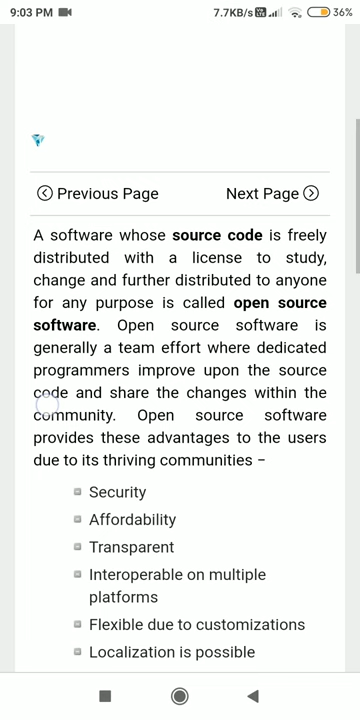 9:03 PM 7.7KB/s 36%
Previous Page Next Page
A software whose source code is freely
distributed with a license to study,
change and further distributed to anyone
for any purpose is called open source
software. Open source software is
generally a team effort where dedicated
programmers improve upon the source
code and share the changes within the
community. Open source software
provides these advantages to the users
due to its thriving communities −
Security
Affordability
Transparent
Interoperable on multiple
platforms
Flexible due to customizations
Localization is possible